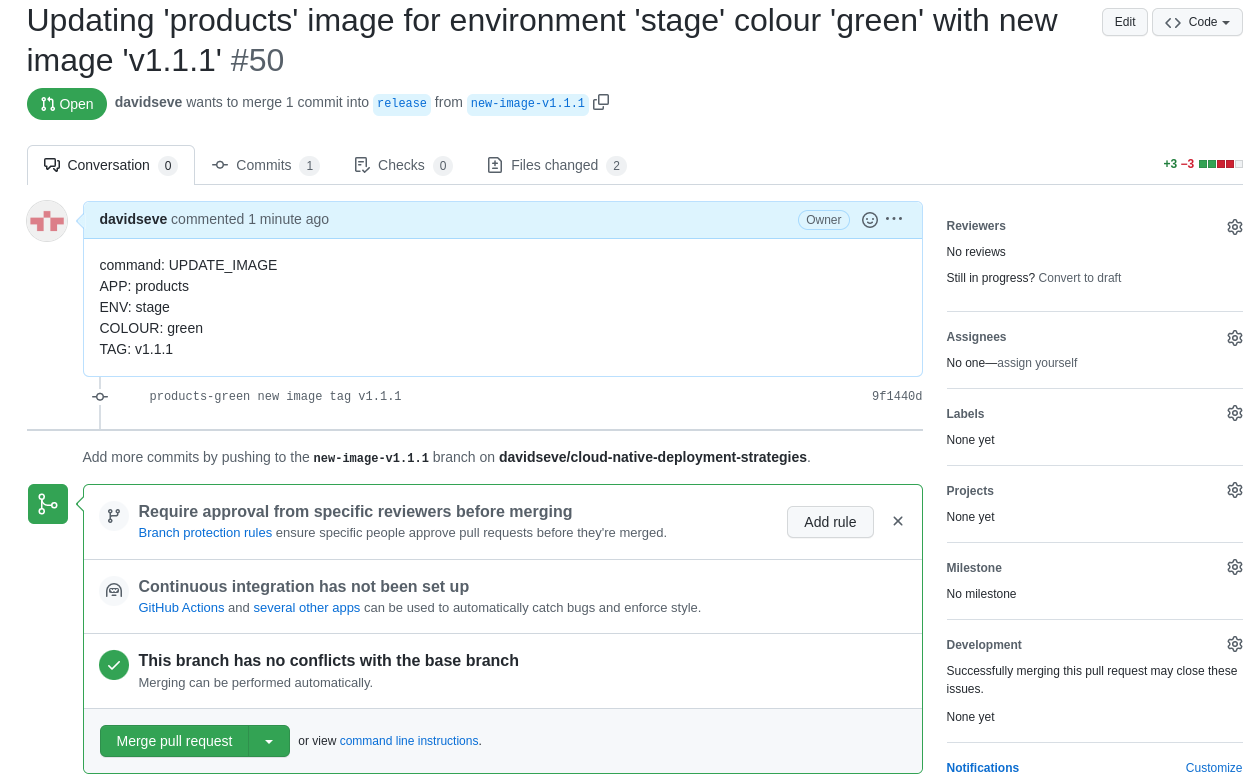 Updating 'products' image for environment 'stage' colour 'green' with new
image 'v1.1.1' #50
Edit
Code
Open
davidseve wants to merge 1 commit into release from new-image-v1.1.1
Conversation 0
Commits 1
Checks 0
Files changed 2
+3 −3
davidseve commented 1 minute ago
Owner
command: UPDATE_IMAGE
APP: products
ENV: stage
COLOUR: green
TAG: v1.1.1
products-green new image tag v1.1.1
9f1440d
Add more commits by pushing to the new-image-v1.1.1 branch on davidseve/cloud-native-deployment-strategies.
Require approval from specific reviewers before merging
Branch protection rules ensure specific people approve pull requests before they're merged.
Add rule
Continuous integration has not been set up
GitHub Actions and several other apps can be used to automatically catch bugs and enforce style.
This branch has no conflicts with the base branch
Merging can be performed automatically.
Merge pull request
or view command line instructions.
Reviewers
No reviews
Still in progress? Convert to draft
Assignees
No one—assign yourself
Labels
None yet
Projects
None yet
Milestone
No milestone
Development
Successfully merging this pull request may close these
issues.
None yet
Notifications
Customize